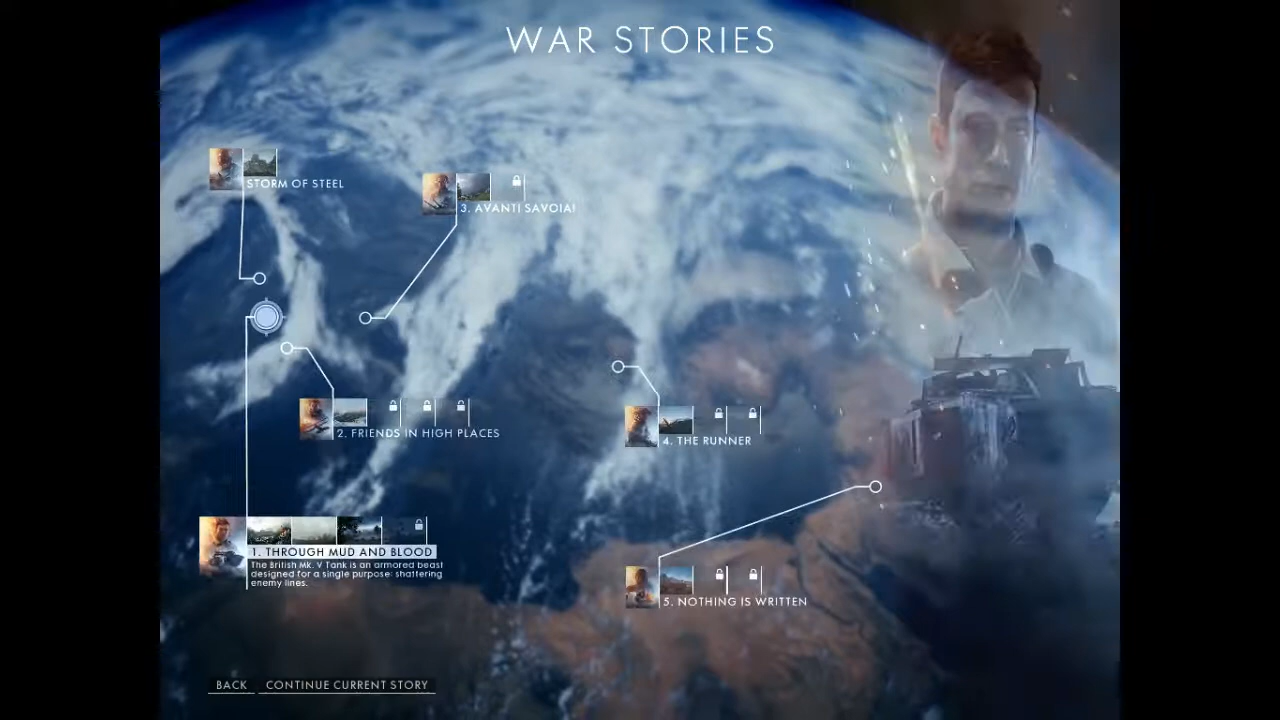 WAR STORIES
STORM OF STEEL
3. AVANTI SAVOIA!
2. FRIENDS IN HIGH PLACES
4. THE RUNNER
1. THROUGH MUD AND BLOOD
The British Mk. V Tank is an armored beast
designed for a single purpose: shattering
enemy lines.
5. NOTHING IS WRITTEN
BACK
CONTINUE CURRENT STORY